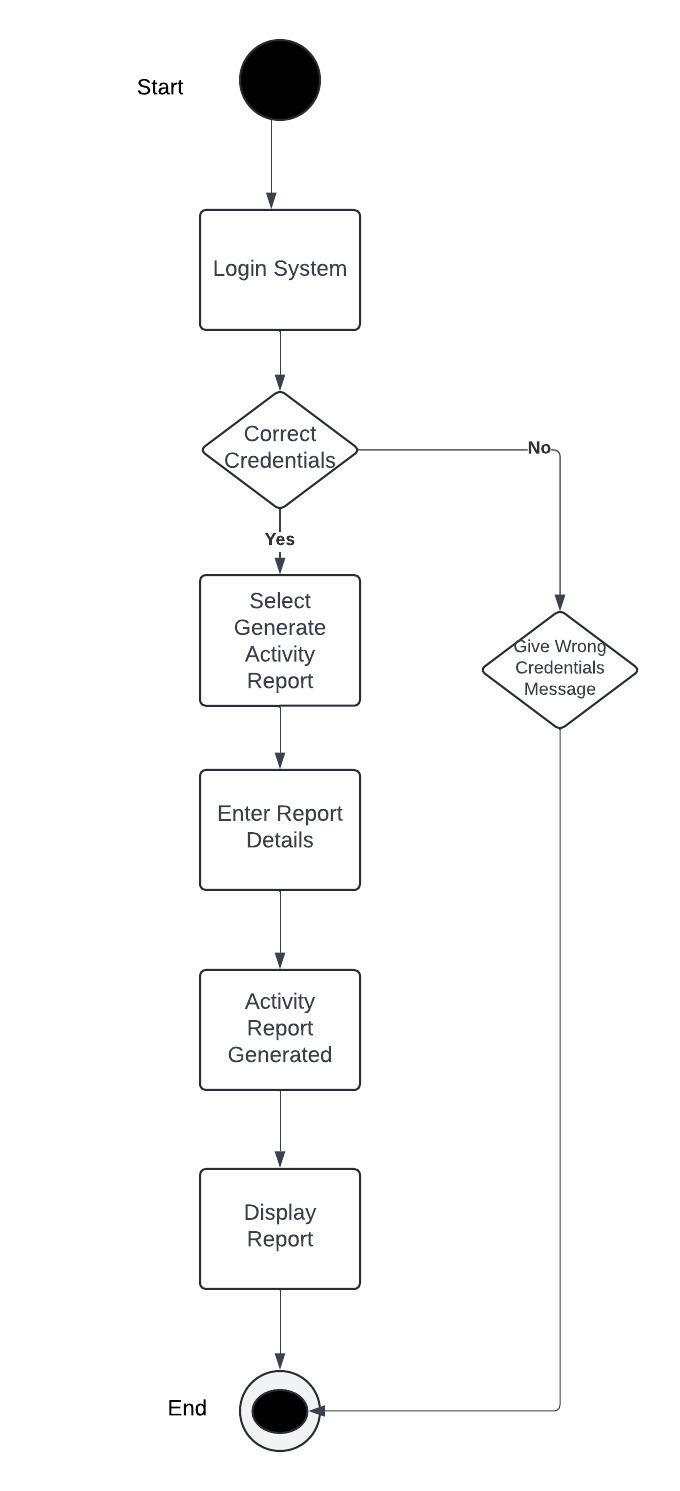 Start
Login System
Correct
Credentials
No
Yes
Select
Generate
Activity
Report
Give Wrong
Credentials
Message
Enter Report
Details
Activity
Report
Generated
Display
Report
End